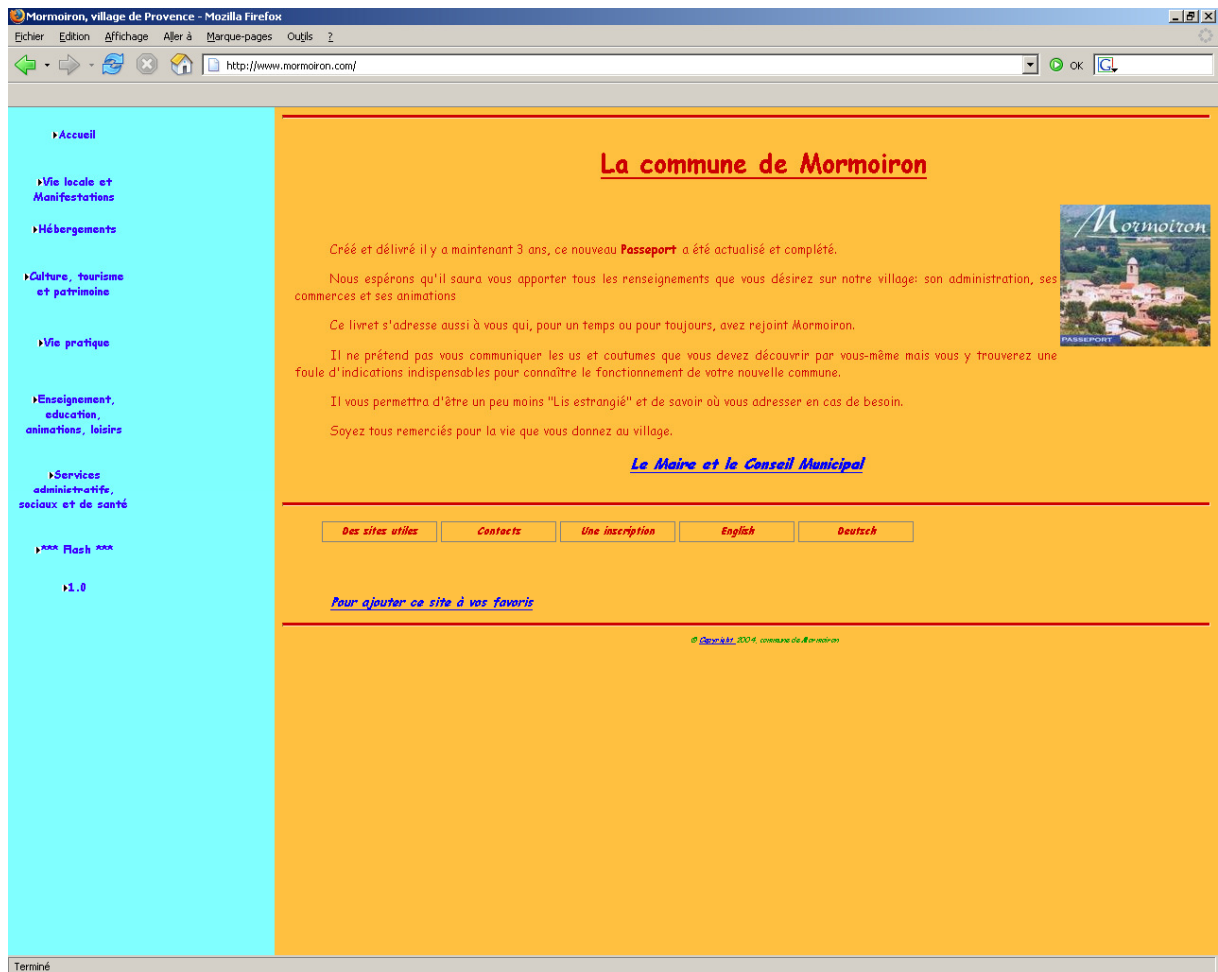 Mormoiron, village de Provence - Mozilla Firefox
Fichier Edition Affichage Aller à Marque-pages Outils ?
http://www.mormoiron.com/
OK
G
Accueil
Vie locale et
Manifestations
Hébergements
Culture, tourisme
et patrimoine
Vie pratique
Enseignement,
education,
animations, loisirs
Services
administratifs,
sociaux et de santé
*** Flash ***
1.0
La commune de Mormoiron
Mormoiron
PASSEPORT
Créé et délivré il y a maintenant 3 ans, ce nouveau Passeport a été actualisé et complété.
Nous espérons qu'il saura vous apporter tous les renseignements que vous désirez sur notre village: son administration, ses
commerces et ses animations
Ce livret s'adresse aussi à vous qui, pour un temps ou pour toujours, avez rejoint Mormoiron.
Il ne prétend pas vous communiquer les us et coutumes que vous devez découvrir par vous-même mais vous y trouverez une
foule d'indications indispensables pour connaître le fonctionnement de votre nouvelle commune.
Il vous permettra d'être un peu moins "Lis estrangié" et de savoir où vous adresser en cas de besoin.
Soyez tous remerciés pour la vie que vous donnez au village.
Le Maire et le Conseil Municipal
Des sites utiles Contacts Une inscription English Deutsch
Pour ajouter ce site à vos favoris
© Copyright 2004, commune de Mormoiron
Terminé